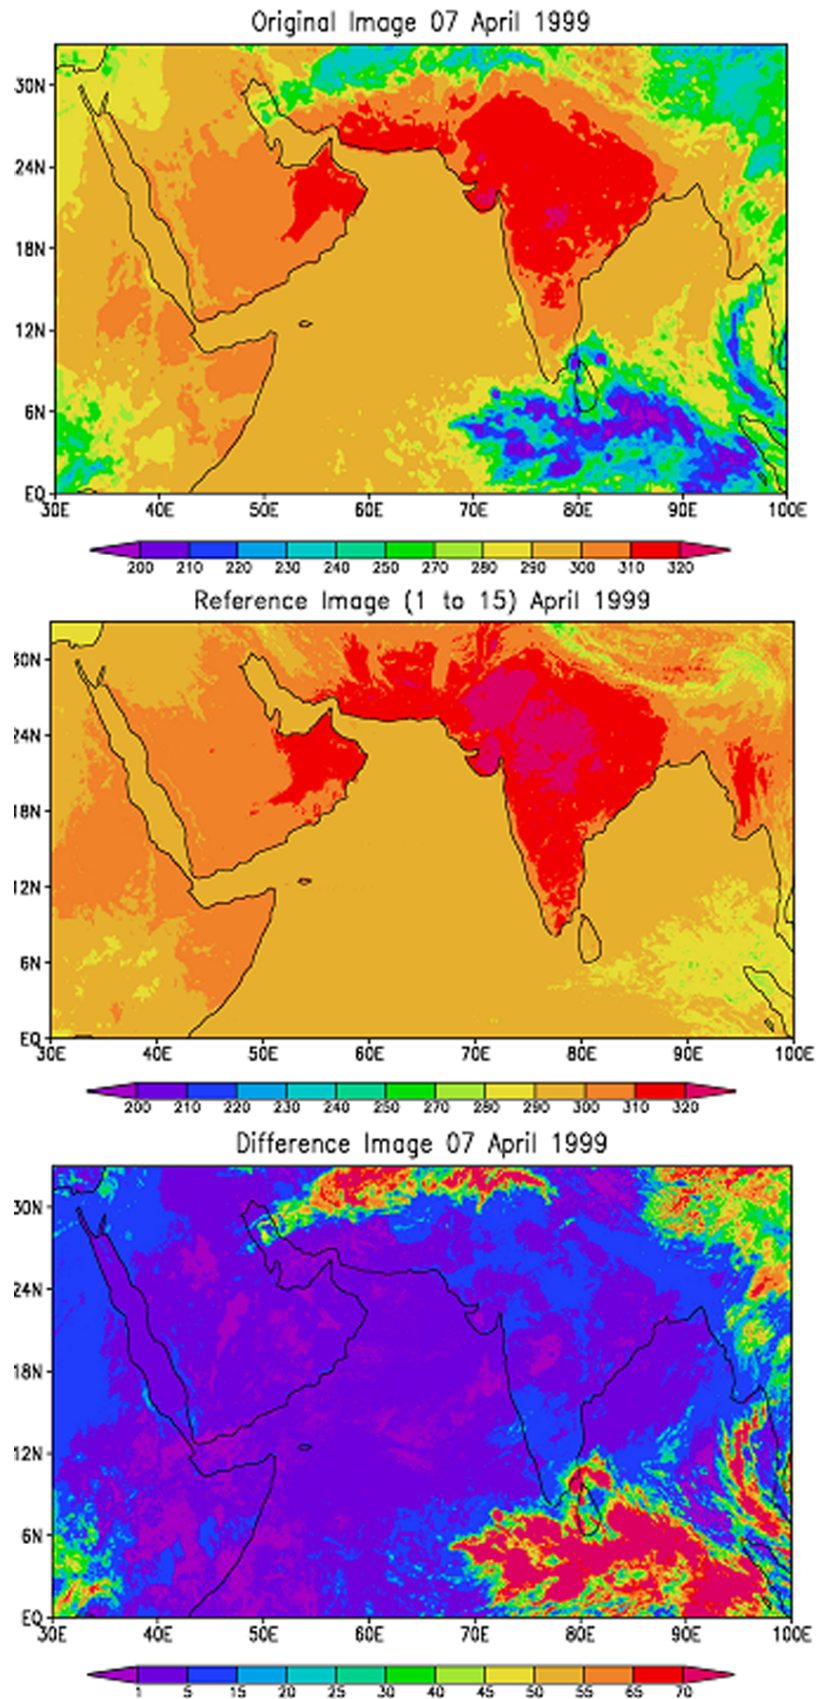 Original Image 07 April 1999
30N
24N
18N
12N
6N
EQ
30E 40E 50E 60E 70E 80E 90E 100E
200 210 220 230 240 250 270 280 290 300 310 320
Reference Image (1 to 15) April 1999
30N
24N
18N
12N
6N
EQ
30E 40E 50E 60E 70E 80E 90E 100E
200 210 220 230 240 250 270 280 290 300 310 320
Difference Image 07 April 1999
30N
24N
18N
12N
6N
EQ
30E 40E 50E 60E 70E 80E 90E 100E
1 5 15 20 25 30 40 45 50 55 65 70